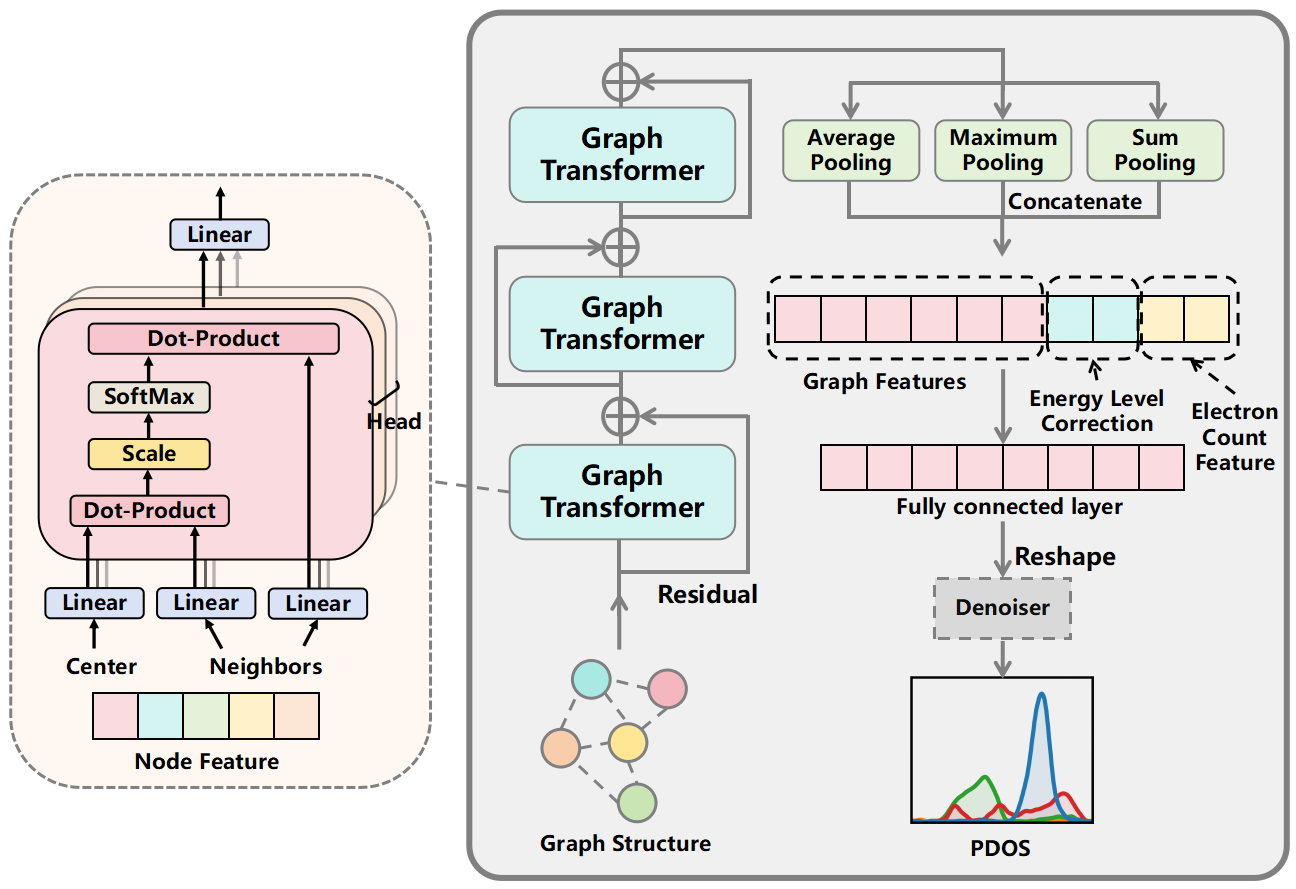 Linear
Dot-Product
SoftMax
Head
Scale
Dot-Product
Linear
Linear
Linear
Center
Neighbors
Node Feature
Graph
Transformer
Graph
Transformer
Graph
Transformer
Residual
Graph Structure
Average
Pooling
Maximum
Pooling
Sum
Pooling
Concatenate
Graph Features
Energy Level
Correction
Electron
Count
Feature
Fully connected layer
Reshape
Denoiser
PDOS